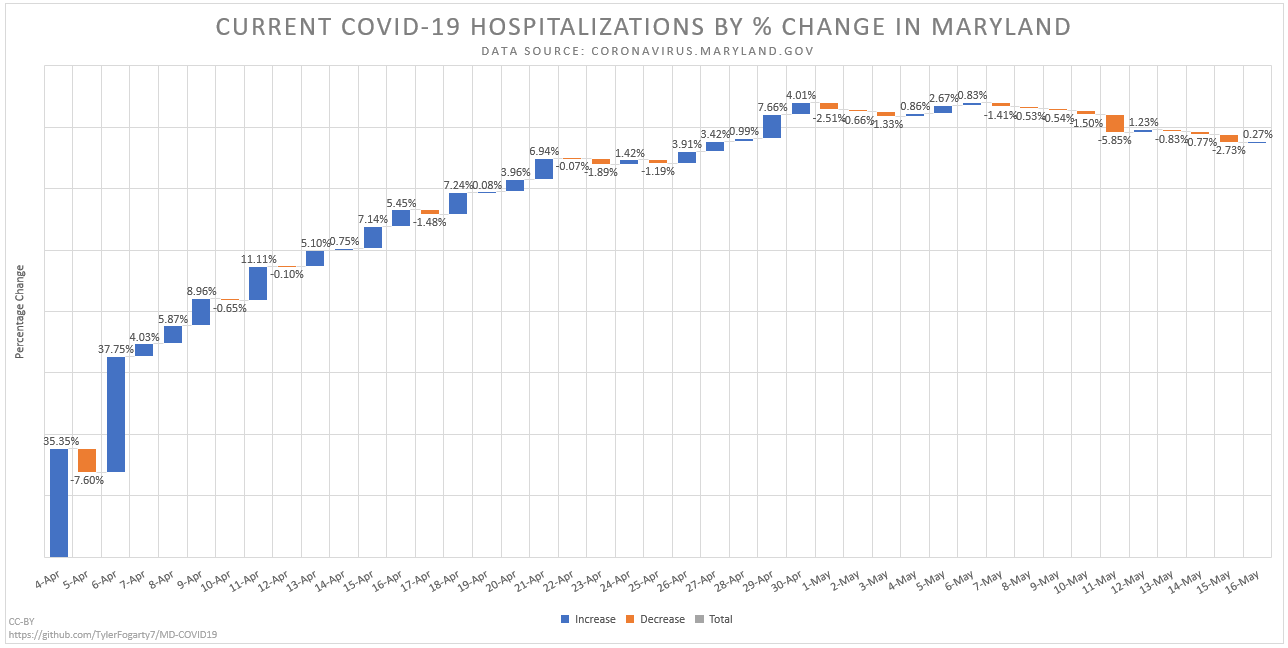 CURRENT COVID-19 HOSPITALIZATIONS BY % CHANGE IN MARYLAND
DATA SOURCE: CORONAVIRUS.MARYLAND.GOV
Percentage Change
35.35%
-7.60%
37.75%
4.03%
5.87%
8.96%
-0.65%
11.11%
-0.10%
5.10%
0.75%
7.14%
5.45%
-1.48%
7.24%
0.08%
3.96%
6.94%
-0.07%
-1.89%
1.42%
-1.19%
3.91%
3.42%
0.99%
7.66%
4.01%
-2.51%
-0.66%
-1.33%
0.86%
2.67%
0.83%
-1.41%
-0.53%
-0.54%
-1.50%
-5.85%
1.23%
-0.83%
-0.77%
-2.73%
0.27%
4-Apr
5-Apr
6-Apr
7-Apr
8-Apr
9-Apr
10-Apr
11-Apr
12-Apr
13-Apr
14-Apr
15-Apr
16-Apr
17-Apr
18-Apr
19-Apr
20-Apr
21-Apr
22-Apr
23-Apr
24-Apr
25-Apr
26-Apr
27-Apr
28-Apr
29-Apr
30-Apr
1-May
2-May
3-May
4-May
5-May
6-May
7-May
8-May
9-May
10-May
11-May
12-May
13-May
14-May
15-May
16-May
Increase Decrease Total
CC-BY
https://github.com/TylerFogarty7/MD-COVID19